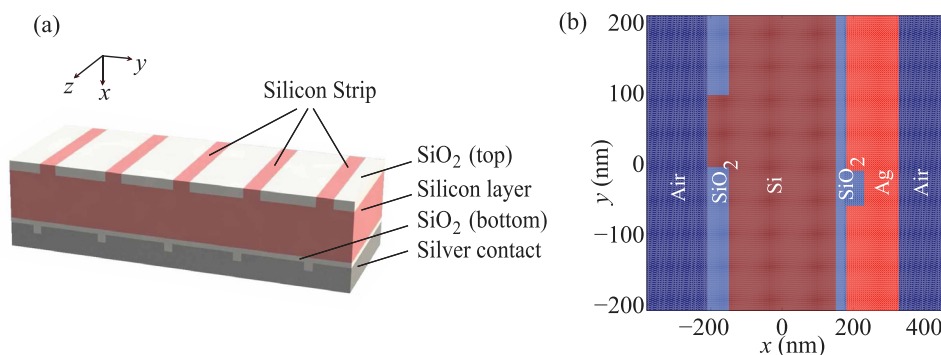 (a)
z
x
y
Silicon Strip
SiO2 (top)
Silicon layer
SiO2 (bottom)
Silver contact
(b)
200
100
0
−100
−200
y (nm)
Air
SiO2
Si
SiO2
Ag
Air
−200 0 200 400
x (nm)